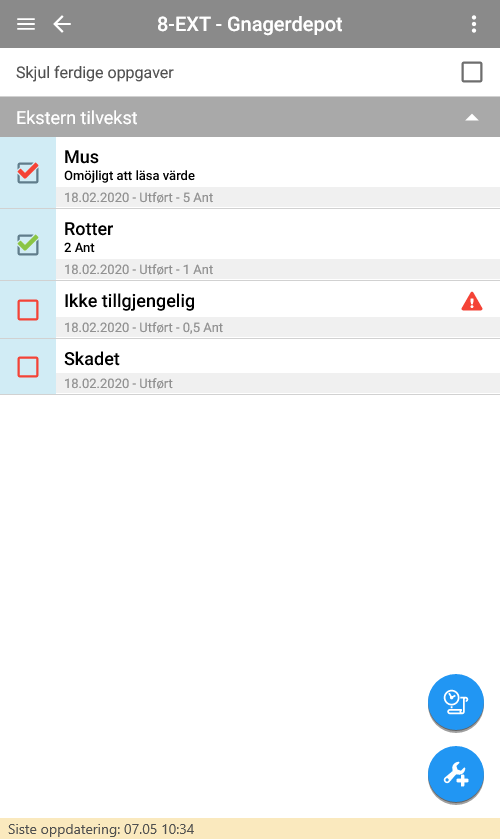 8-EXT - Gnagerdepot
Skjul ferdige oppgaver
Ekstern tilvekst
Mus
Omöjligt att läsa värde
18.02.2020 - Utført - 5 Ant
Rotter
2 Ant
18.02.2020 - Utført - 1 Ant
Ikke tillgjengelig
18.02.2020 - Utført - 0,5 Ant
Skadet
18.02.2020 - Utført
Siste oppdatering: 07.05 10:34